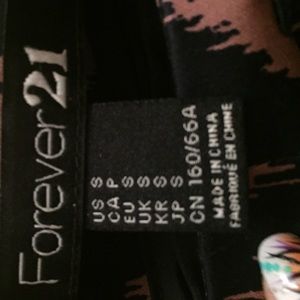 Forever21
US S
CA P
EU S
UK S
KR S
JP S
CN 160/66A
MADE IN CHINA
FABRIQUÉ EN CHINE